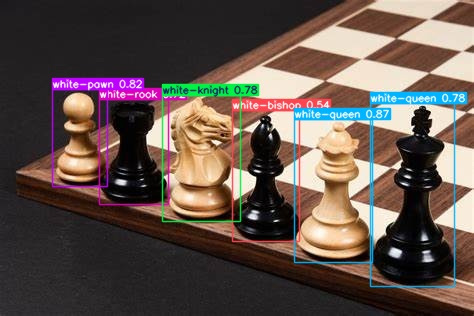 white-pawn 0.82
white-rook
white-knight 0.78
white-bishop 0.54
white-queen 0.87
white-queen 0.78